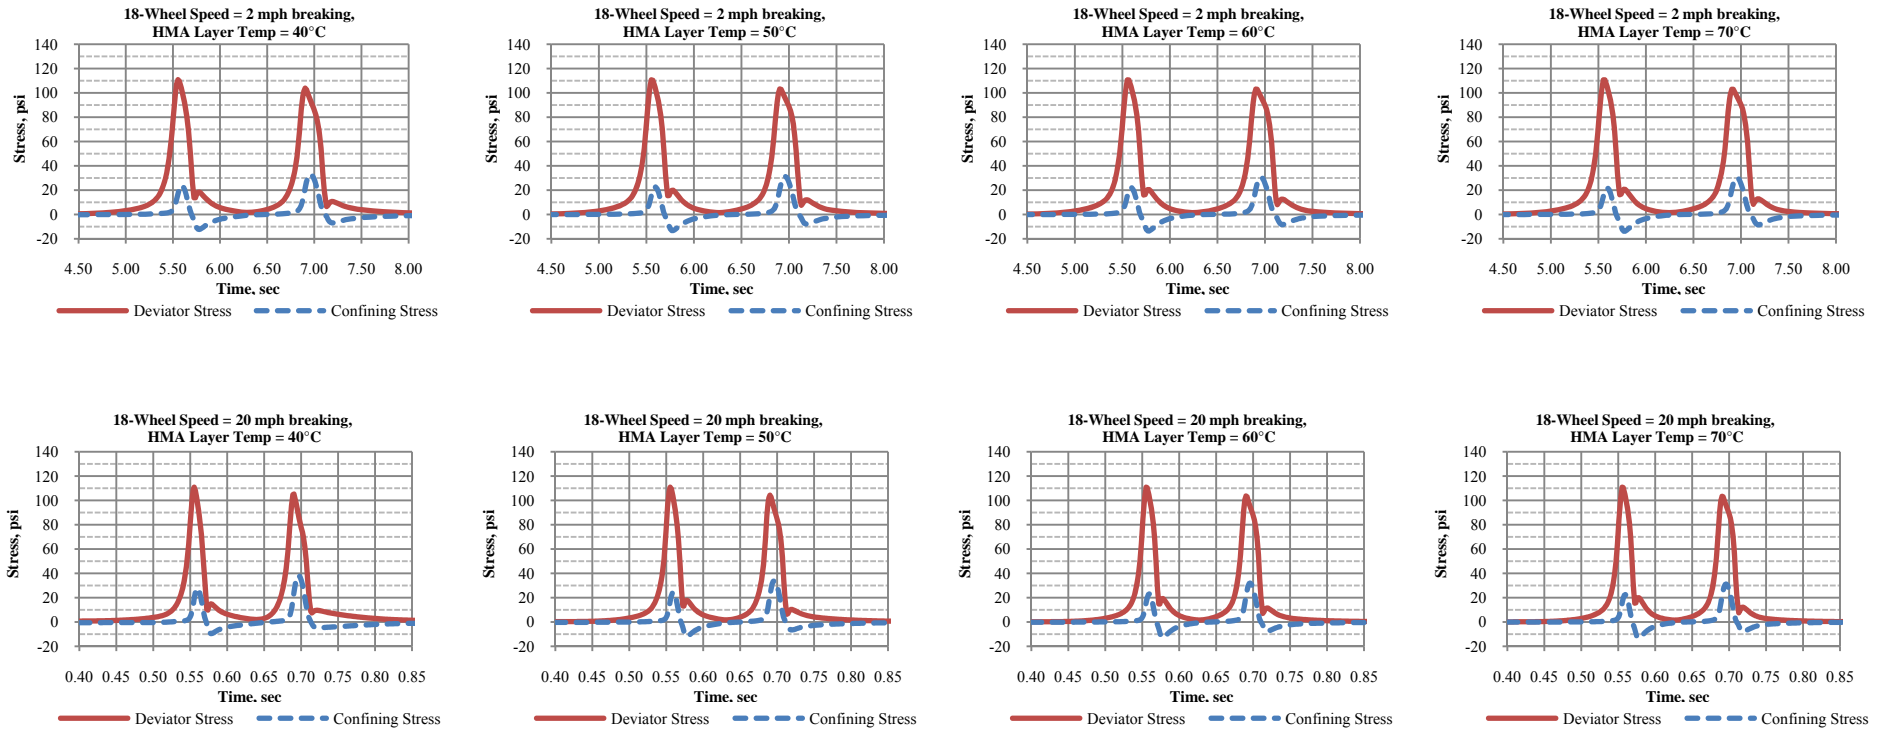 18-Wheel Speed = 2 mph breaking,
HMA Layer Temp = 40°C
140
120
100
80
60
40
20
0
-20
Stress, psi
4.50 5.00 5.50 6.00 6.50 7.00 7.50 8.00
Time, sec
Deviator Stress Confining Stress
18-Wheel Speed = 2 mph breaking,
HMA Layer Temp = 50°C
140
120
100
80
60
40
20
0
-20
Stress, psi
4.50 5.00 5.50 6.00 6.50 7.00 7.50 8.00
Time, sec
Deviator Stress Confining Stress
18-Wheel Speed = 2 mph breaking,
HMA Layer Temp = 60°C
140
120
100
80
60
40
20
0
-20
Stress, psi
4.50 5.00 5.50 6.00 6.50 7.00 7.50 8.00
Time, sec
Deviator Stress Confining Stress
18-Wheel Speed = 2 mph breaking,
HMA Layer Temp = 70°C
140
120
100
80
60
40
20
0
-20
Stress, psi
4.50 5.00 5.50 6.00 6.50 7.00 7.50 8.00
Time, sec
Deviator Stress Confining Stress
18-Wheel Speed = 20 mph breaking,
HMA Layer Temp = 40°C
140
120
100
80
60
40
20
0
-20
Stress, psi
0.40 0.45 0.50 0.55 0.60 0.65 0.70 0.75 0.80 0.85
Time, sec
Deviator Stress Confining Stress
18-Wheel Speed = 20 mph breaking,
HMA Layer Temp = 50°C
140
120
100
80
60
40
20
0
-20
Stress, psi
0.40 0.45 0.50 0.55 0.60 0.65 0.70 0.75 0.80 0.85
Time, sec
Deviator Stress Confining Stress
18-Wheel Speed = 20 mph breaking,
HMA Layer Temp = 60°C
140
120
100
80
60
40
20
0
-20
Stress, psi
0.40 0.45 0.50 0.55 0.60 0.65 0.70 0.75 0.80 0.85
Time, sec
Deviator Stress Confining Stress
18-Wheel Speed = 20 mph breaking,
HMA Layer Temp = 70°C
140
120
100
80
60
40
20
0
-20
Stress, psi
0.40 0.45 0.50 0.55 0.60 0.65 0.70 0.75 0.80 0.85
Time, sec
Deviator Stress Confining Stress